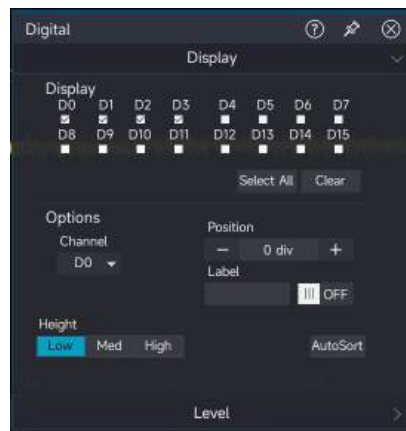 Digital
Display
Display
D0 D1 D2 D3 D4 D5 D6 D7
D8 D9 D10 D11 D12 D13 D14 D15
Select All Clear
Options
Position
Channel
− 0 div +
D0
Label
OFF
Height
Low Med High AutoSort
Level